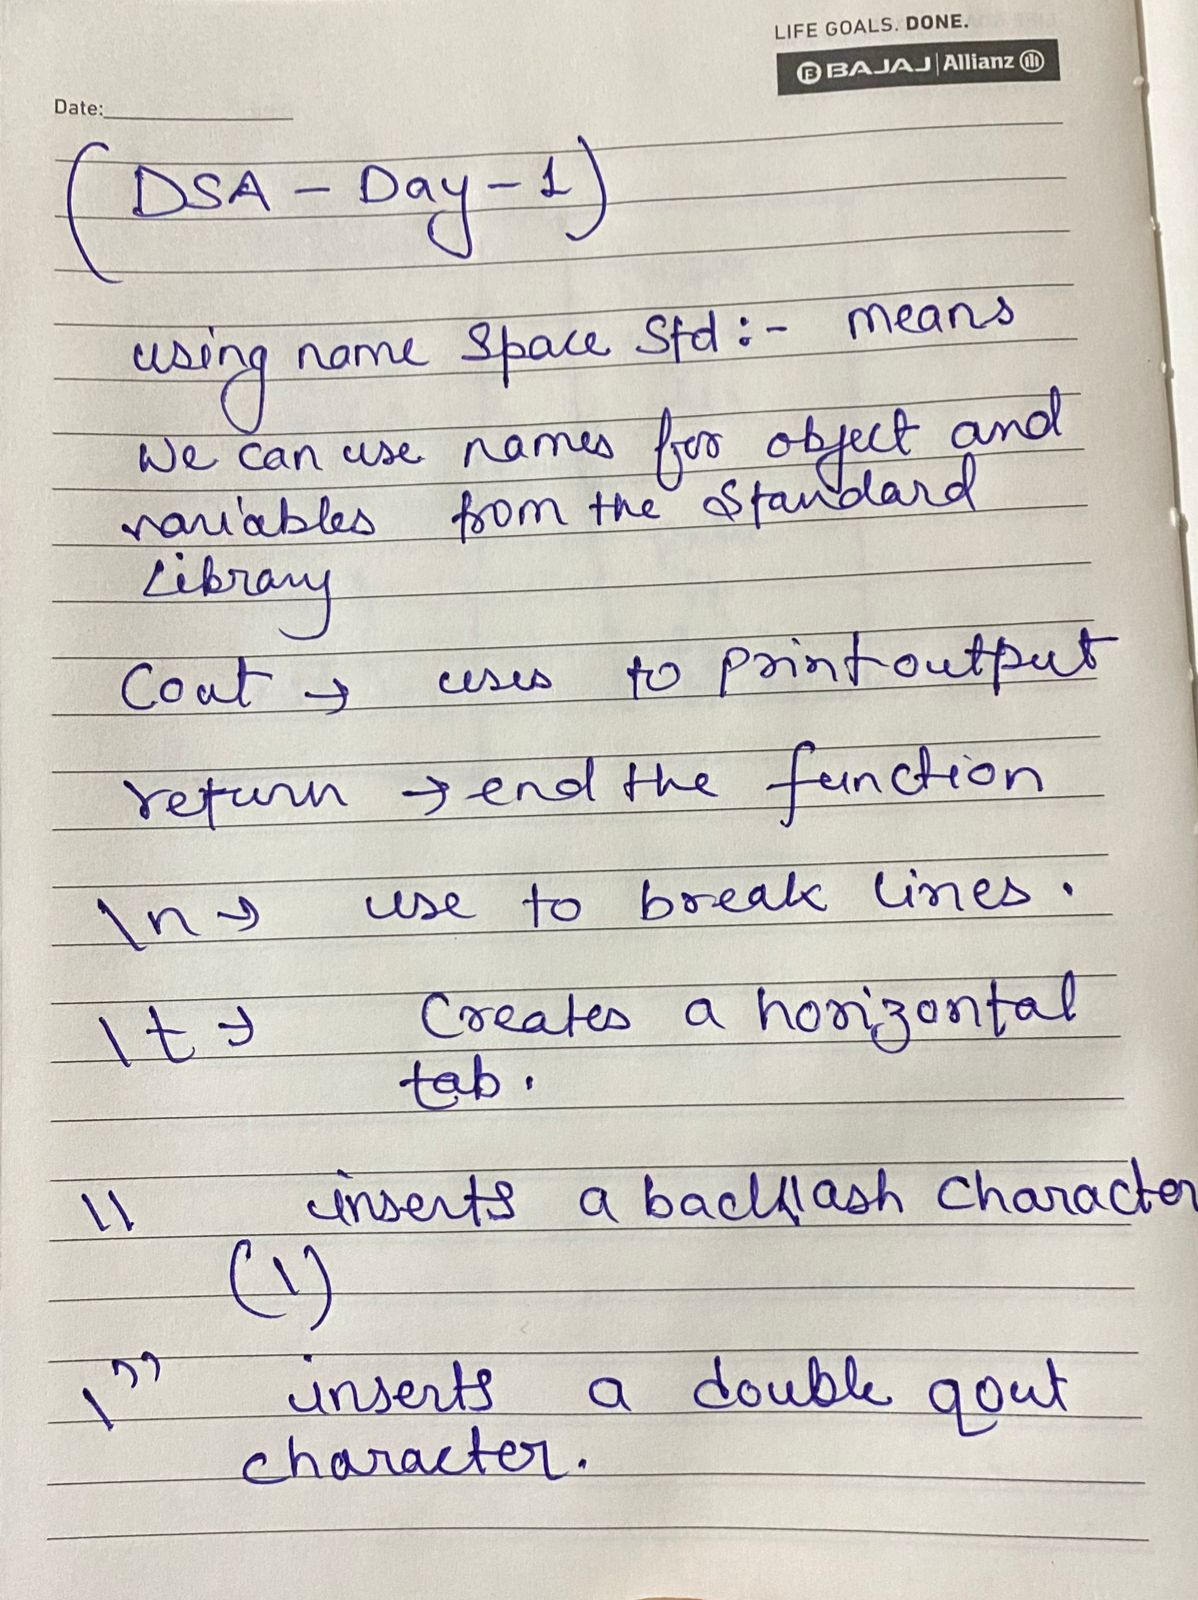 LIFE GOALS. DONE.
BAJAJ | Allianz
Date:
(DSA - Day - 1)
using name Space Std :- means
We can use names for object and
variables from the Standard
Library
Cout → uses to print output
return → end the function
\n → use to break lines.
\t → Creates a horizontal
tab.
\\ inserts a backslash character
(\)
\" inserts a double qout
character.